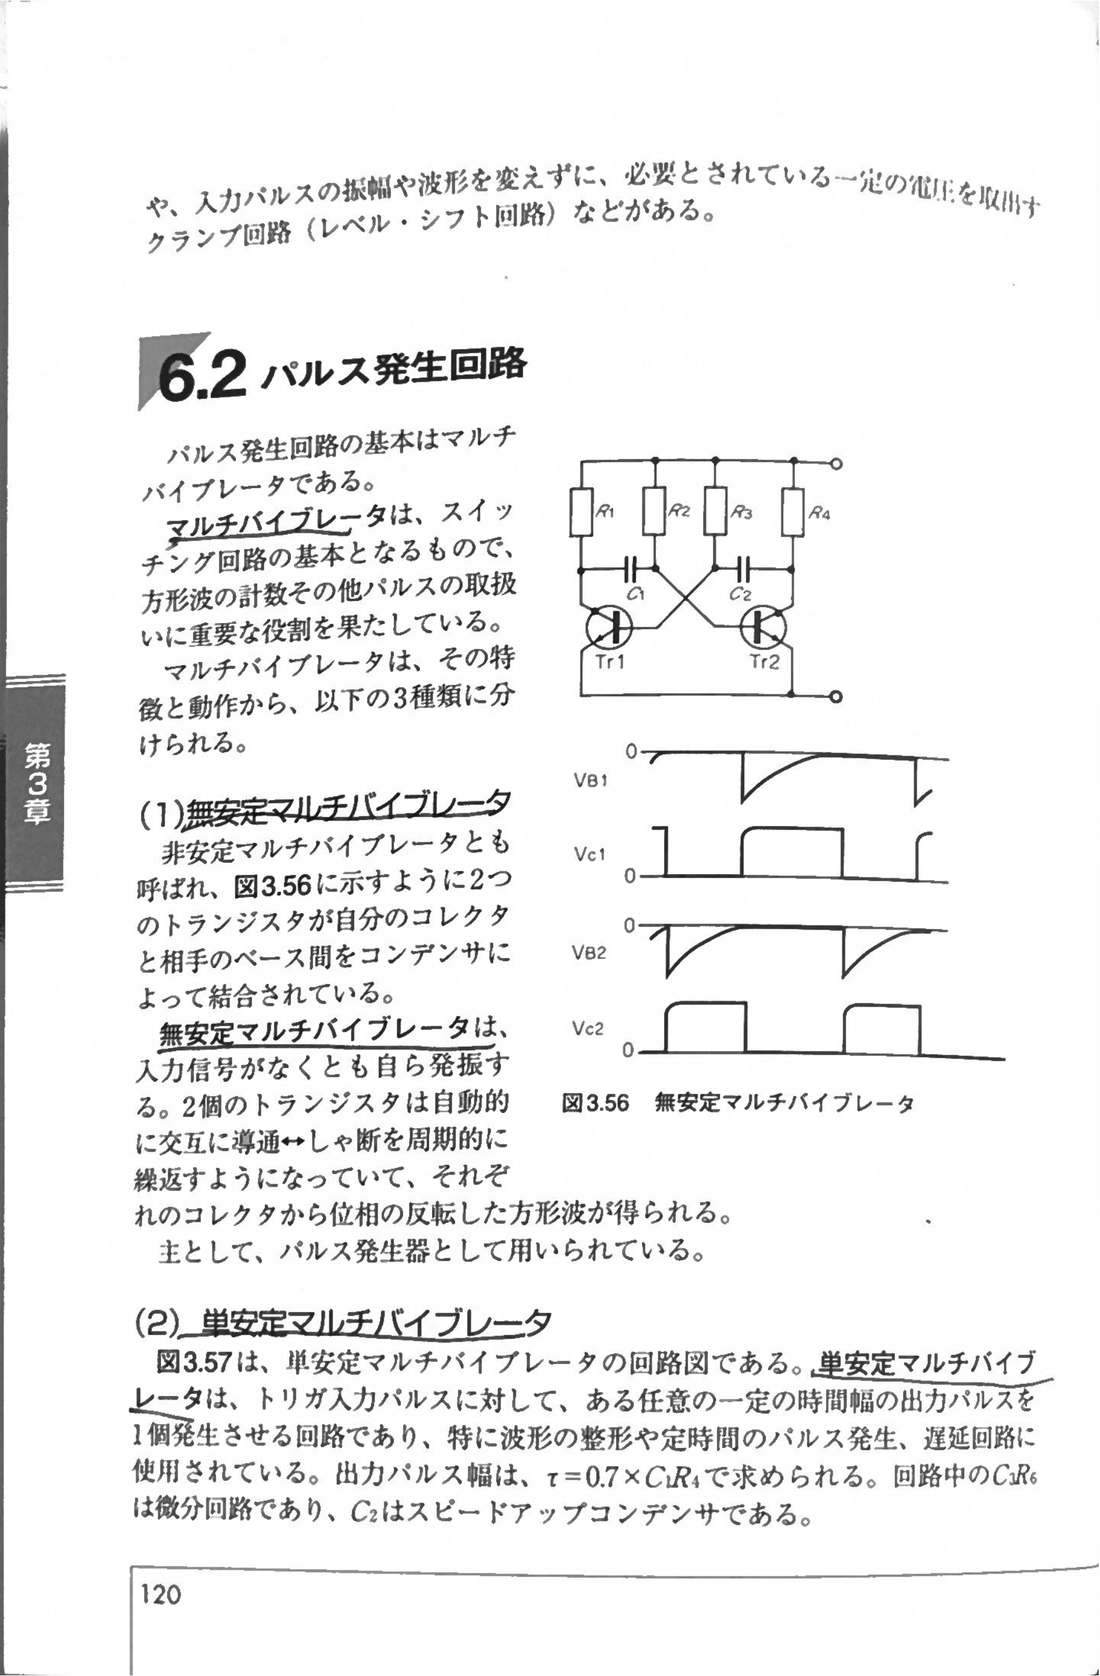 や、入力パルスの振幅や波形を変えずに、必要とされている一定の電圧を取出す
クランプ回路（レベル・シフト回路）などがある。
6.2 パルス発生回路
パルス発生回路の基本はマルチ
バイブレータである。
マルチバイブレータは、スイッ
チング回路の基本となるもので、
方形波の計数その他パルスの取扱
いに重要な役割を果たしている。
マルチバイブレータは、その特
徴と動作から、以下の3種類に分
けられる。
(1)無安定マルチバイブレータ
非安定マルチバイブレータとも
呼ばれ、図3.56に示すように2つ
のトランジスタが自分のコレクタ
と相手のベース間をコンデンサに
よって結合されている。
無安定マルチバイブレータは、
入力信号がなくとも自ら発振す
る。2個のトランジスタは自動的
に交互に導通↔しゃ断を周期的に
繰返すようになっていて、それぞ
れのコレクタから位相の反転した方形波が得られる。
主として、パルス発生器として用いられている。
R1 R2 R3 R4
C1 C2
Tr1 Tr2
0
VB1
Vc1
0
0
VB2
Vc2
0
図3.56 無安定マルチバイブレータ
(2) 単安定マルチバイブレータ
図3.57は、単安定マルチバイブレータの回路図である。単安定マルチバイブ
レータは、トリガ入力パルスに対して、ある任意の一定の時間幅の出力パルスを
1個発生させる回路であり、特に波形の整形や定時間のパルス発生、遅延回路に
使用されている。出力パルス幅は、τ=0.7×C1R4で求められる。回路中のC3R6
は微分回路であり、C2はスピードアップコンデンサである。
第3章
120